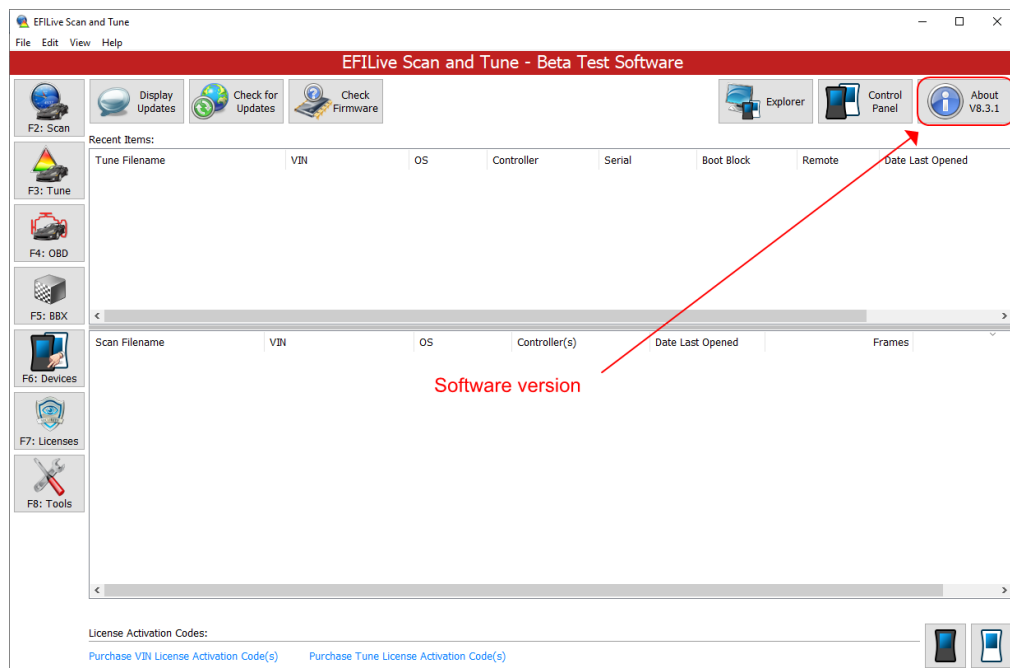 EFILive Scan and Tune
File Edit View Help
EFILive Scan and Tune - Beta Test Software
F2: Scan
Display
Updates
Check for
Updates
Check
Firmware
Explorer
Control
Panel
About
V8.3.1
Recent Items:
Tune Filename VIN OS Controller Serial Boot Block Remote Date Last Opened
F3: Tune
F4: OBD
F5: BBX
Scan Filename VIN OS Controller(s) Date Last Opened Frames
F6: Devices
Software version
F7: Licenses
F8: Tools
License Activation Codes:
Purchase VIN License Activation Code(s) Purchase Tune License Activation Code(s)